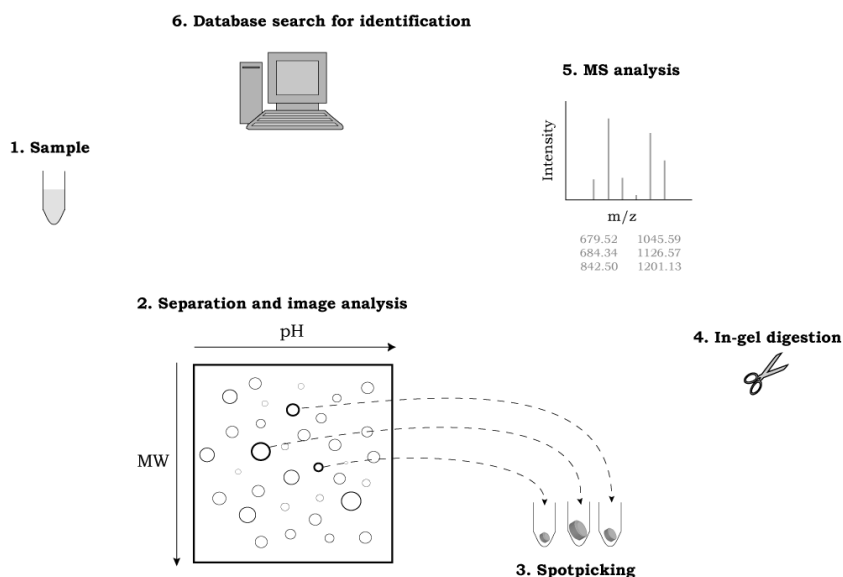 6. Database search for identification
5. MS analysis
1. Sample
Intensity
m/z
679.52 1045.59
684.34 1126.57
842.50 1201.13
2. Separation and image analysis
pH
4. In-gel digestion
MW
3. Spotpicking